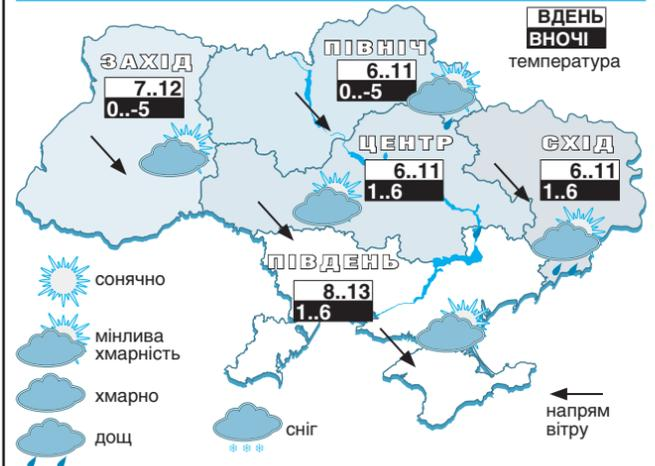 ВДЕНЬ
ВНОЧІ
температура
ПІВНІЧ
6..11
0..-5
ЗАХІД
7..12
0..-5
ЦЕНТР
6..11
1..6
СХІД
6..11
1..6
ПІВДЕНЬ
8..13
1..6
сонячно
мінлива
хмарність
хмарно
дощ
сніг
напрям
вітру